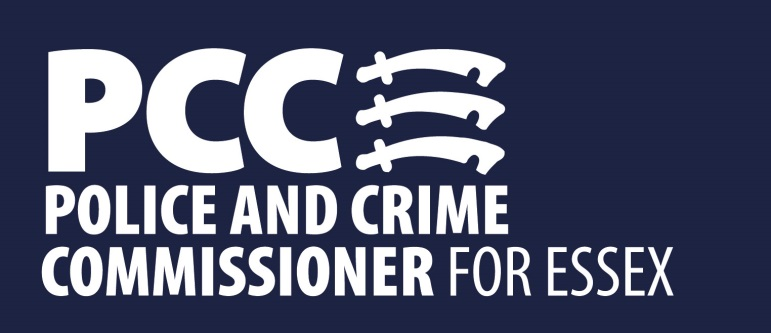 PCC
POLICE AND CRIME
COMMISSIONER FOR ESSEX